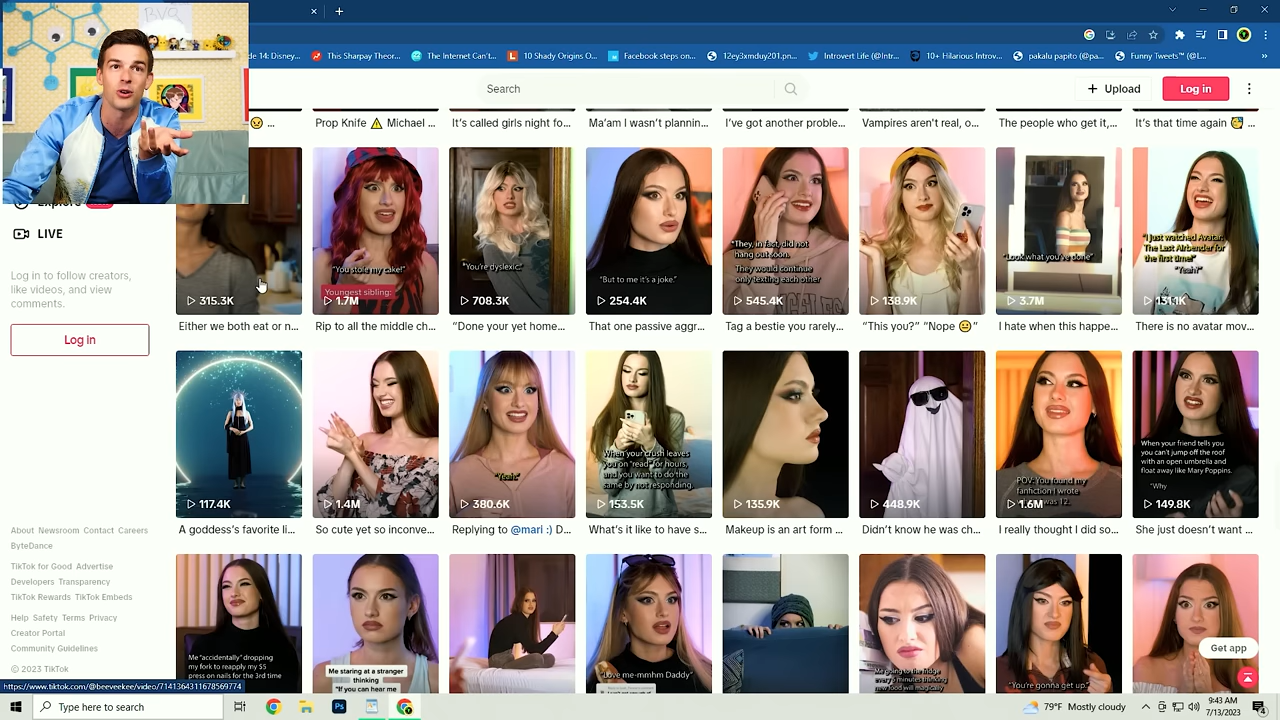 BVG
de 14: Disney...
This Sharpay Theor...
The Internet Can't...
10 Shades Origins O...
Facebook steps on...
12ey3xmduy201.pn...
Introvert Life (@Intr...
10+ Hilarious Introv...
pakalu papito (@pa...
Funny Tweets™ (@L...
Search
Upload
Log in
...
Prop Knife ⚠ Michael ...
It's called girls night fo...
Ma'am I wasn't plannin...
I've got another proble...
Vampires aren't real, o...
The people who get it,...
It's that time again ...
LIVE
Log in to follow creators,
like videos, and view
comments.
Log in
315.3K
"You stole my cake!"
Youngest sibling:
1.7M
"You're dyslexic."
708.3K
"But to me it's a joke."
254.4K
"They, in fact, did not
hang out soon.
They would continue
only texting each other
545.4K
138.9K
"Look what you've done"
3.7M
"I just watched Avatar:
The Last Airbender for
the first time!"
"Yeah!"
131.1K
Either we both eat or n...
Rip to all the middle ch...
"Done your yet home...
That one passive aggr...
Tag a bestie you rarely...
"This you?" "Nope 😐"
I hate when this happe...
There is no avatar mov...
117.4K
1.4M
"Yeah"
380.6K
When your crush leaves
you on "read" for hours,
and you want to do the
same by not responding.
153.5K
135.9K
448.9K
POV: You found my
fanfiction I wrote
1.6M
When your friend tells you
you can't jump off the roof
with an open umbrella and
float away like Mary Poppins.
"Why
149.8K
A goddess's favorite li...
So cute yet so inconve...
Replying to @mari :) D...
What's it like to have s...
Makeup is an art form ...
Didn't know he was ch...
I really thought I did so...
She just doesn't want ...
About Newsroom Contact Careers
ByteDance
TikTok for Good Advertise
Developers Transparency
TikTok Rewards TikTok Embeds
Help Safety Terms Privacy
Creator Portal
Community Guidelines
© 2023 TikTok
Me "accidentally" dropping
my fork to reapply my $5
press on nails for the 3rd time
Me staring at a stranger
thinking
"If you can hear me
"Love me-mmhm Daddy"
"You're gonna get up."
Get app
https://www.tiktok.com/@beeveekee/video/7141364311678569774
Type here to search
Ps
79°F Mostly cloudy
9:43 AM
7/13/2023
4